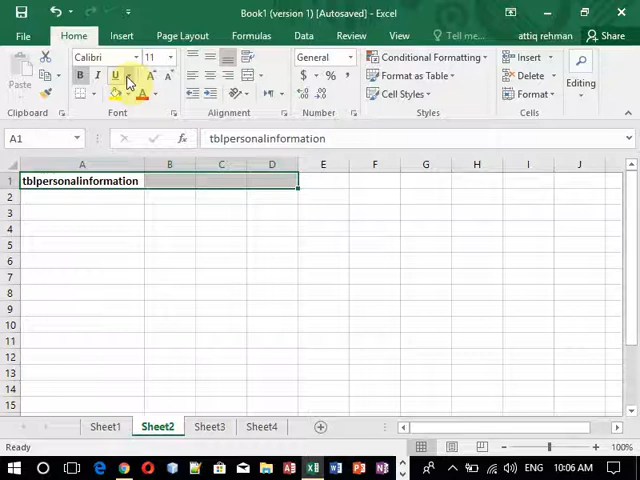 Book1 (version 1) [Autosaved] - Excel
File Home Insert Page Layout Formulas Data Review View Tell me... attiq rehman Share
Calibri 11 General Conditional Formatting Insert
Paste B I U A A $ % , Format as Table Delete Editing
A Cell Styles Format
Clipboard Font Alignment Number Styles Cells
A1 fx tblpersonalinformation
A B C D E F G H I J
1 tblpersonalinformation
2
3
4
5
6
7
8
9
10
11
12
13
14
15
Sheet1 Sheet2 Sheet3 Sheet4
Ready 100%
ENG 10:06 AM